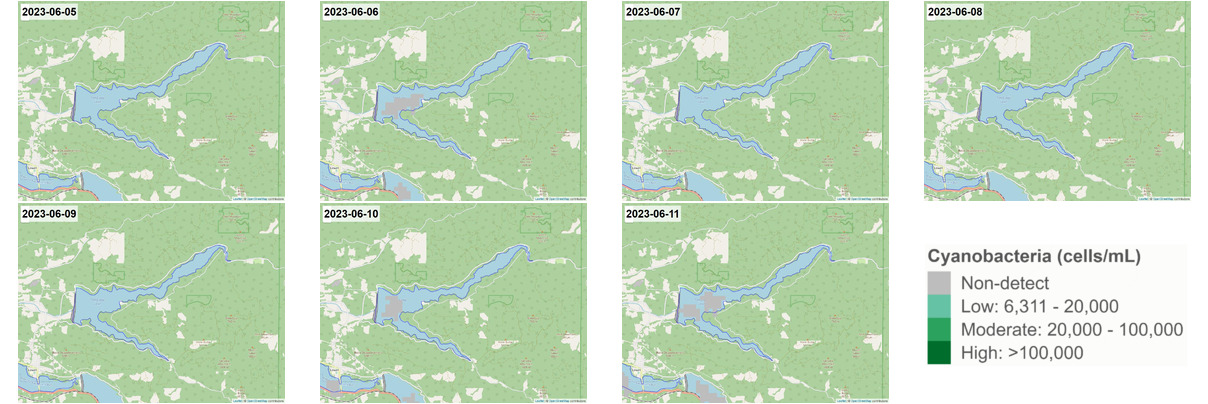 2023-06-05
2023-06-06
2023-06-07
2023-06-08
2023-06-09
2023-06-10
2023-06-11
Cyanobacteria (cells/mL)
Non-detect
Low: 6,311 - 20,000
Moderate: 20,000 - 100,000
High: >100,000